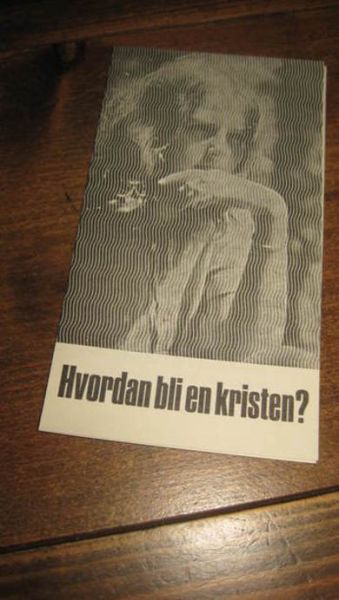 Hvordan bli en kristen?